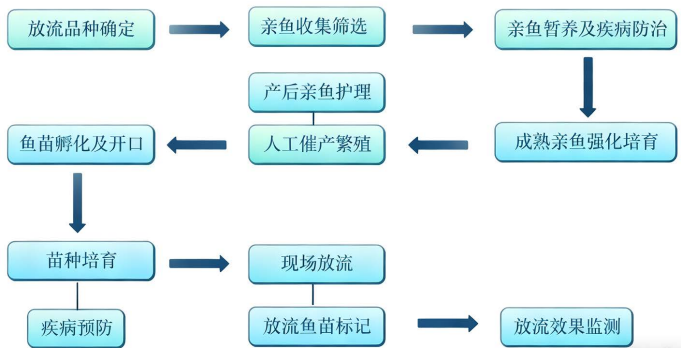 放流品种确定
亲鱼收集筛选
亲鱼暂养及疾病防治
产后亲鱼护理
鱼苗孵化及开口
人工催产繁殖
成熟亲鱼强化培育
苗种培育
现场放流
疾病预防
放流鱼苗标记
放流效果监测